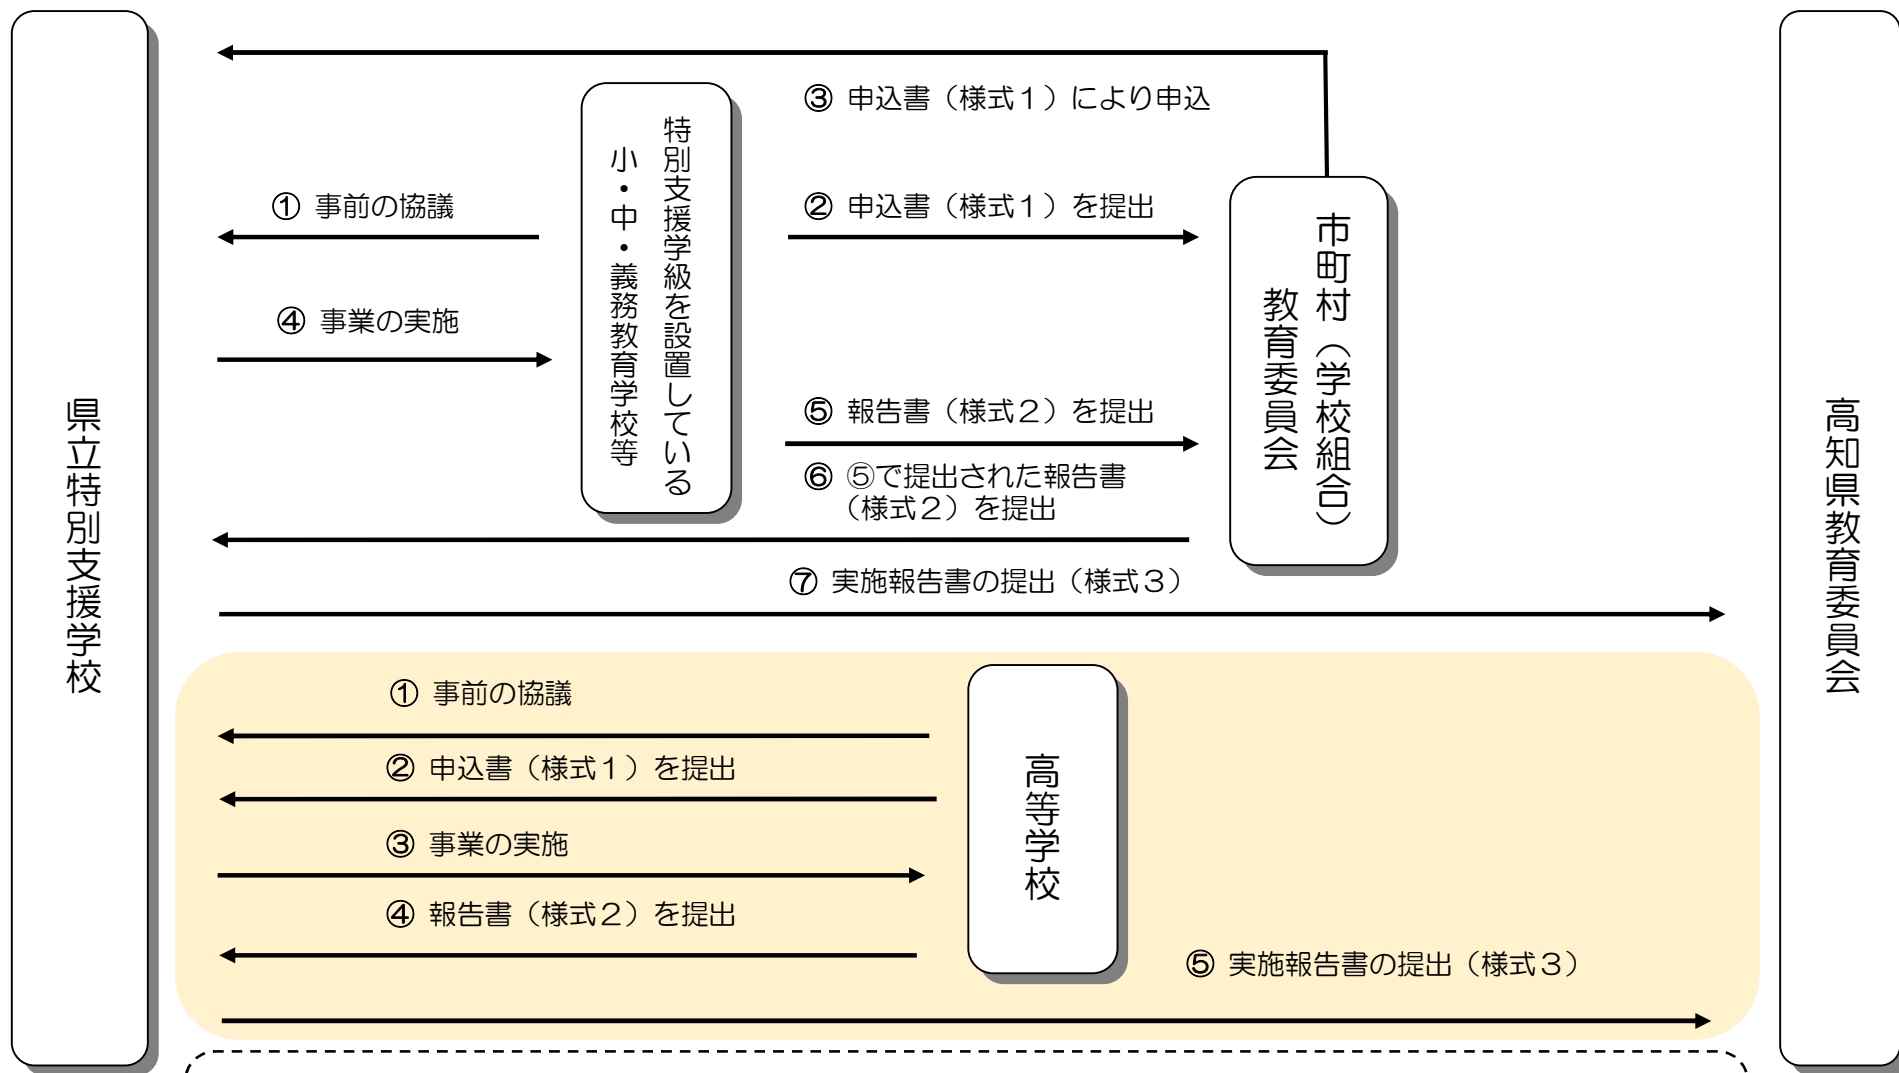 県立特別支援学校
③ 申込書（様式１）により申込
特別支援学級を設置している
小・中・義務教育学校等
① 事前の協議
② 申込書（様式１）を提出
市町村（学校組合）
教育委員会
④ 事業の実施
⑤ 報告書（様式２）を提出
⑥ ⑤で提出された報告書
（様式２）を提出
⑦ 実施報告書の提出（様式３）
高知県教育委員会
① 事前の協議
② 申込書（様式１）を提出
③ 事業の実施
④ 報告書（様式２）を提出
高等学校
⑤ 実施報告書の提出（様式３）